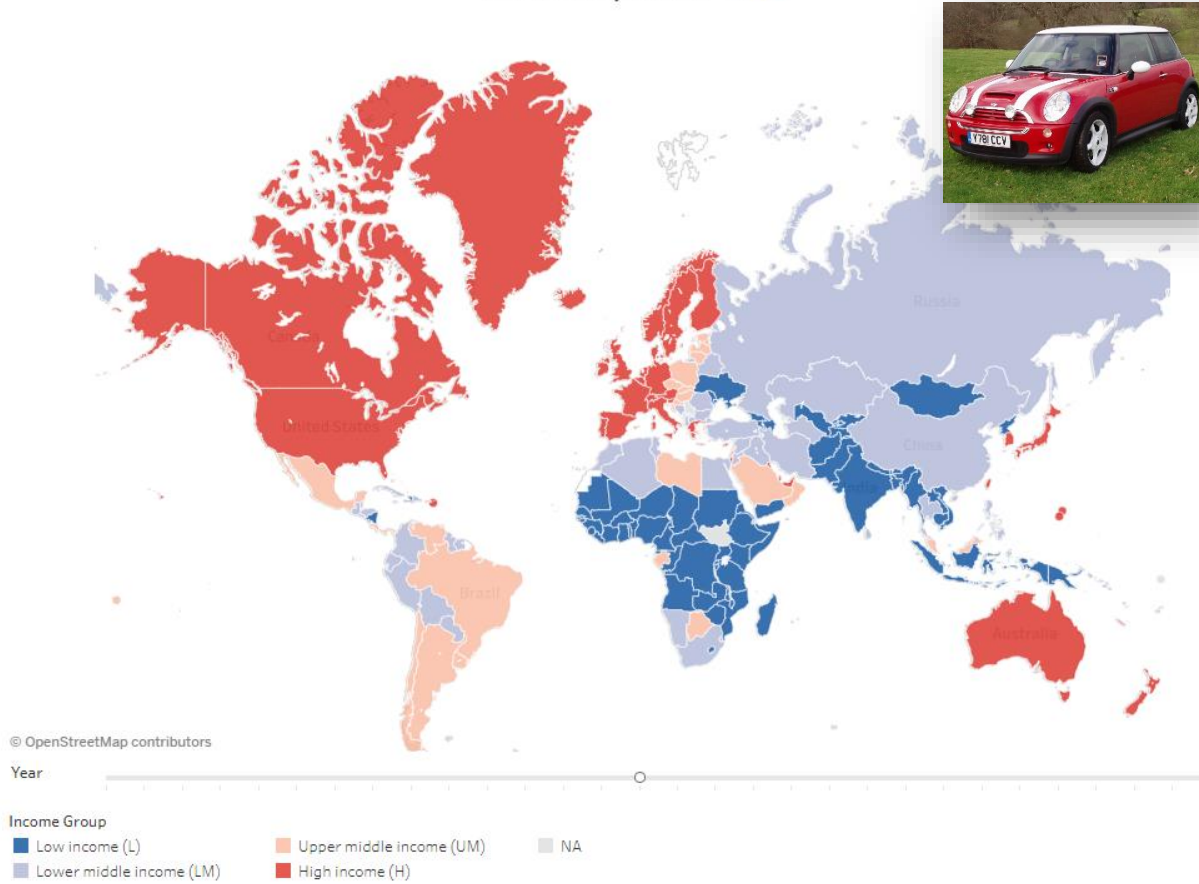 Y781 CCV
Russia
Canada
United States
China
India
Brazil
Australia
© OpenStreetMap contributors
Year
Income Group
Low income (L)
Upper middle income (UM)
NA
Lower middle income (LM)
High income (H)